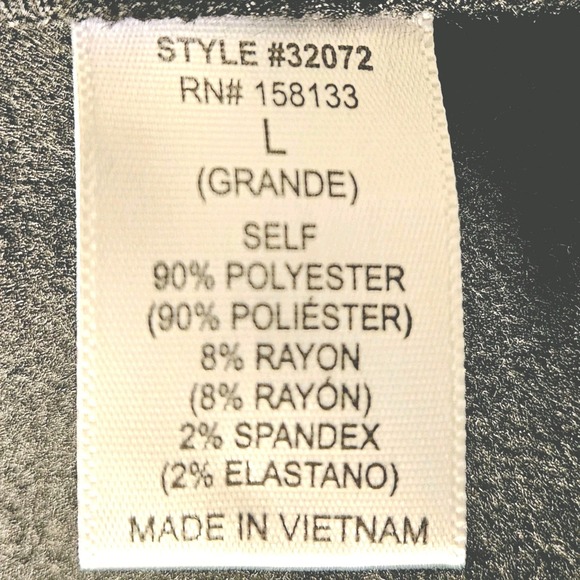 STYLE #32072
RN# 158133
L
(GRANDE)
SELF
90% POLYESTER
(90% POLIÉSTER)
8% RAYON
(8% RAYÓN)
2% SPANDEX
(2% ELASTANO)
MADE IN VIETNAM